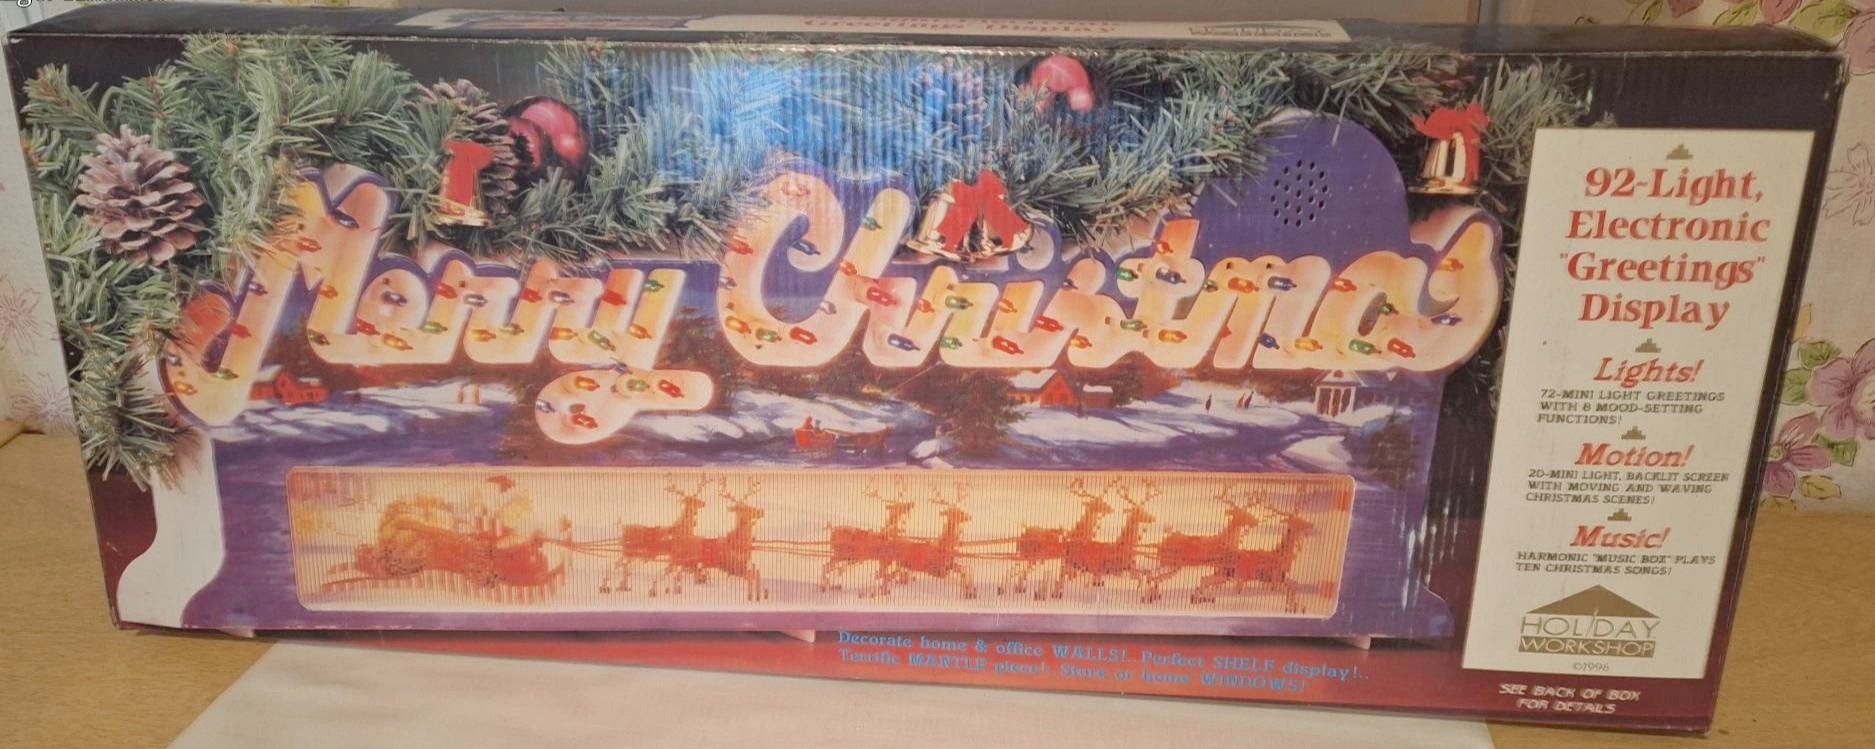 Greetings Display
Merry Christmas
92-Light,
Electronic
"Greetings"
Display
Lights!
72-MINI LIGHT GREETINGS
WITH 8 MOOD-SETTING
FUNCTIONS!
Motion!
20-MINI LIGHT, BACKLIT SCREEN
WITH MOVING AND WAVING
CHRISTMAS SCENES!
Music!
HARMONIC "MUSIC BOX" PLAYS
TEN CHRISTMAS SONGS!
HOLIDAY
WORKSHOP
©1996
Decorate home & office WALLS!.. Perfect SHELF display!..
Terrific MANTLE piece!.. Store or home WINDOWS!
SEE BACK OF BOX
FOR DETAILS